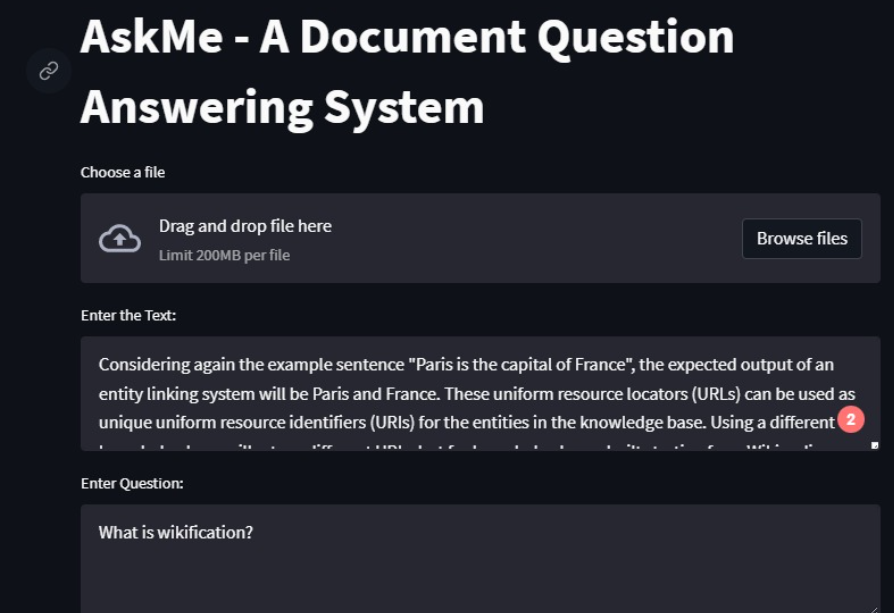 AskMe - A Document Question
Answering System
Choose a file
Drag and drop file here
Limit 200MB per file
Browse files
Enter the Text:
Considering again the example sentence "Paris is the capital of France", the expected output of an
entity linking system will be Paris and France. These uniform resource locators (URLs) can be used as
unique uniform resource identifiers (URIs) for the entities in the knowledge base. Using a different
2
Enter Question:
What is wikification?